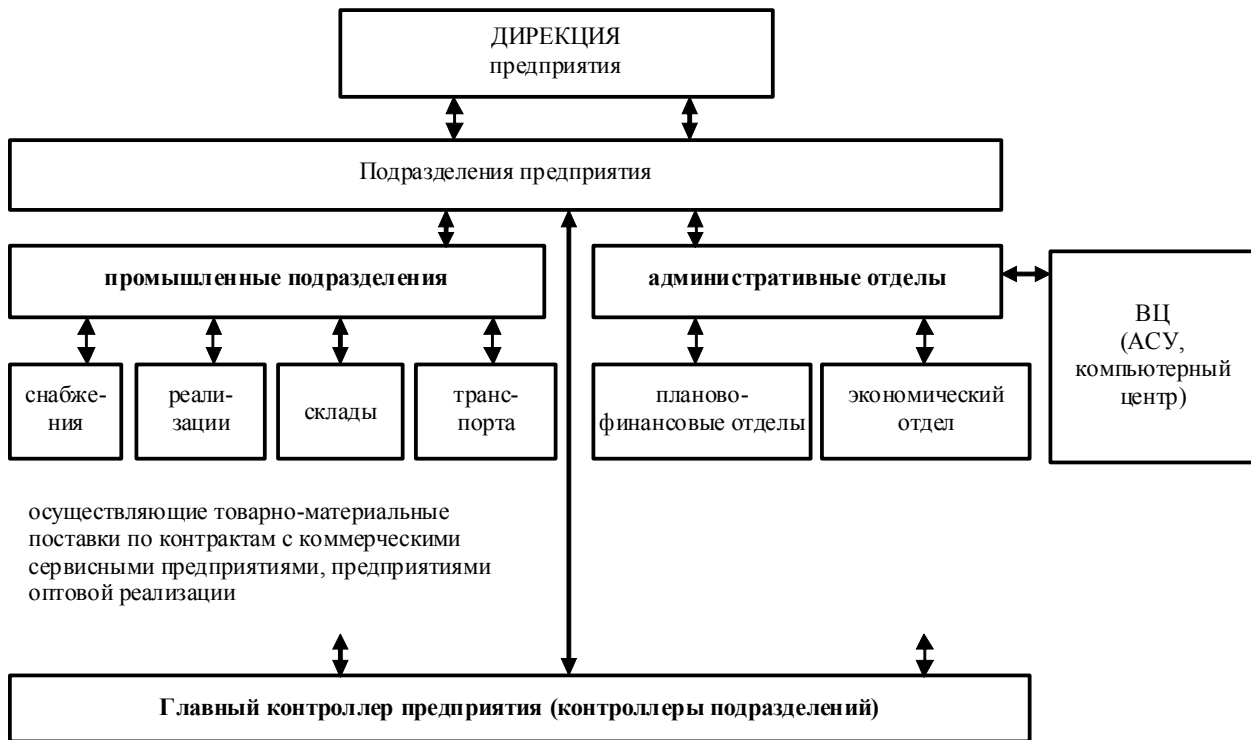 ДИРЕКЦИЯ
предприятия
Подразделения предприятия
промышленные подразделения
административные отделы
ВЦ
(АСУ,
компьютерный
центр)
снабже-
ния
реали-
зации
склады
транс-
порта
планово-
финансовые отделы
экономический
отдел
осуществляющие товарно-материальные
поставки по контрактам с коммерческими
сервисными предприятиями, предприятиями
оптовой реализации
Главный контроллер предприятия (контроллеры подразделений)